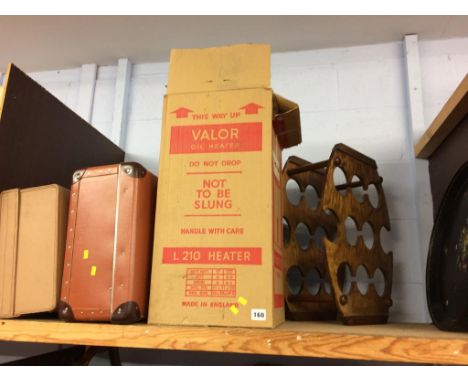 THIS WAY UP
VALOR
OIL HEATER
DO NOT DROP
NOT
TO BE
SLUNG
HANDLE WITH CARE
L 210 HEATER
MADE IN ENGLAND
160